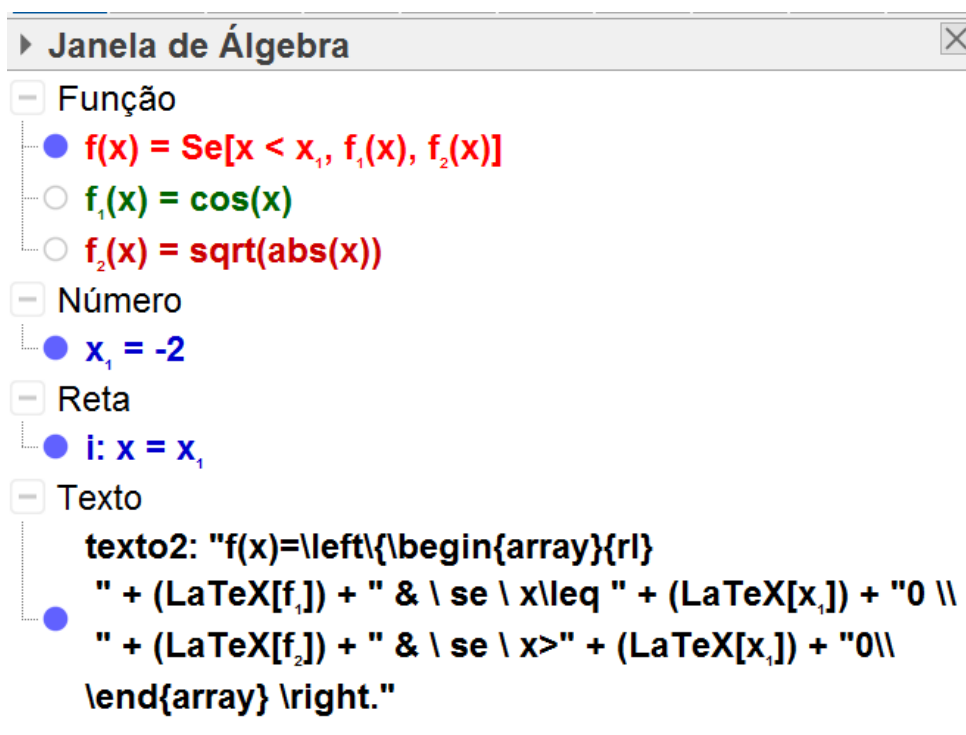 Janela de Álgebra
Função
f(x) = Se[x < x₁, f₁(x), f₂(x)]
f₁(x) = cos(x)
f₂(x) = sqrt(abs(x))
Número
x₁ = -2
Reta
i: x = x₁
Texto
texto2: "f(x)=\left\{\begin{array}{rl}
" + (LaTeX[f₁]) + " & \ se \ x\leq " + (LaTeX[x₁]) + "0 \\
" + (LaTeX[f₂]) + " & \ se \ x>" + (LaTeX[x₁]) + "0\\
\end{array} \right."